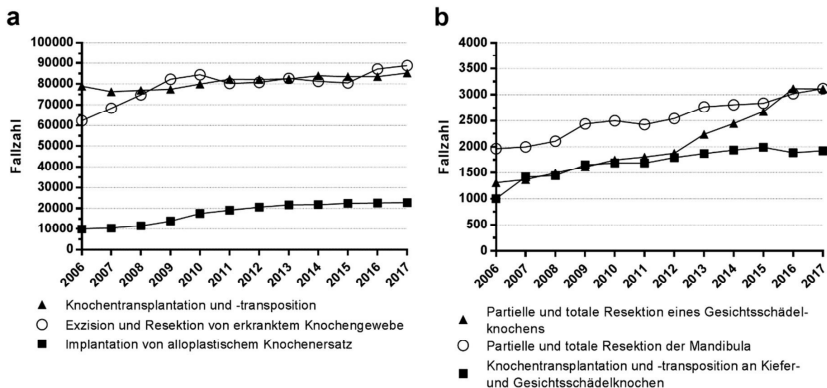 a
100000
90000
80000
70000
60000
50000
40000
30000
20000
10000
0
Fallzahl
2006 2007 2008 2009 2010 2011 2012 2013 2014 2015 2016 2017
Knochentransplantation und -transposition
Exzision und Resektion von erkranktem Knochengewebe
Implantation von alloplastischem Knochenersatz
b
4000
3500
3000
2500
2000
1500
1000
500
0
Fallzahl
2006 2007 2008 2009 2010 2011 2012 2013 2014 2015 2016 2017
Partielle und totale Resektion eines Gesichtsschädel-
knochens
Partielle und totale Resektion der Mandibula
Knochentransplantation und -transposition an Kiefer-
und Gesichtsschädelknochen